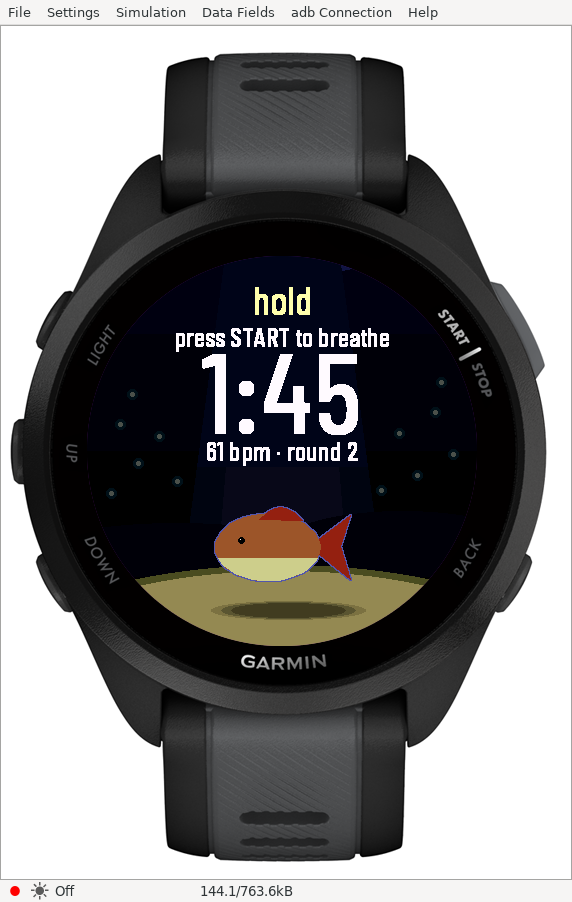 File Settings Simulation Data Fields adb Connection Help
hold
START
press START to breathe
LIGHT
STOP
1:45
UP
61 bpm · round 2
DOWN
BACK
GARMIN
Off 144.1/763.6kB